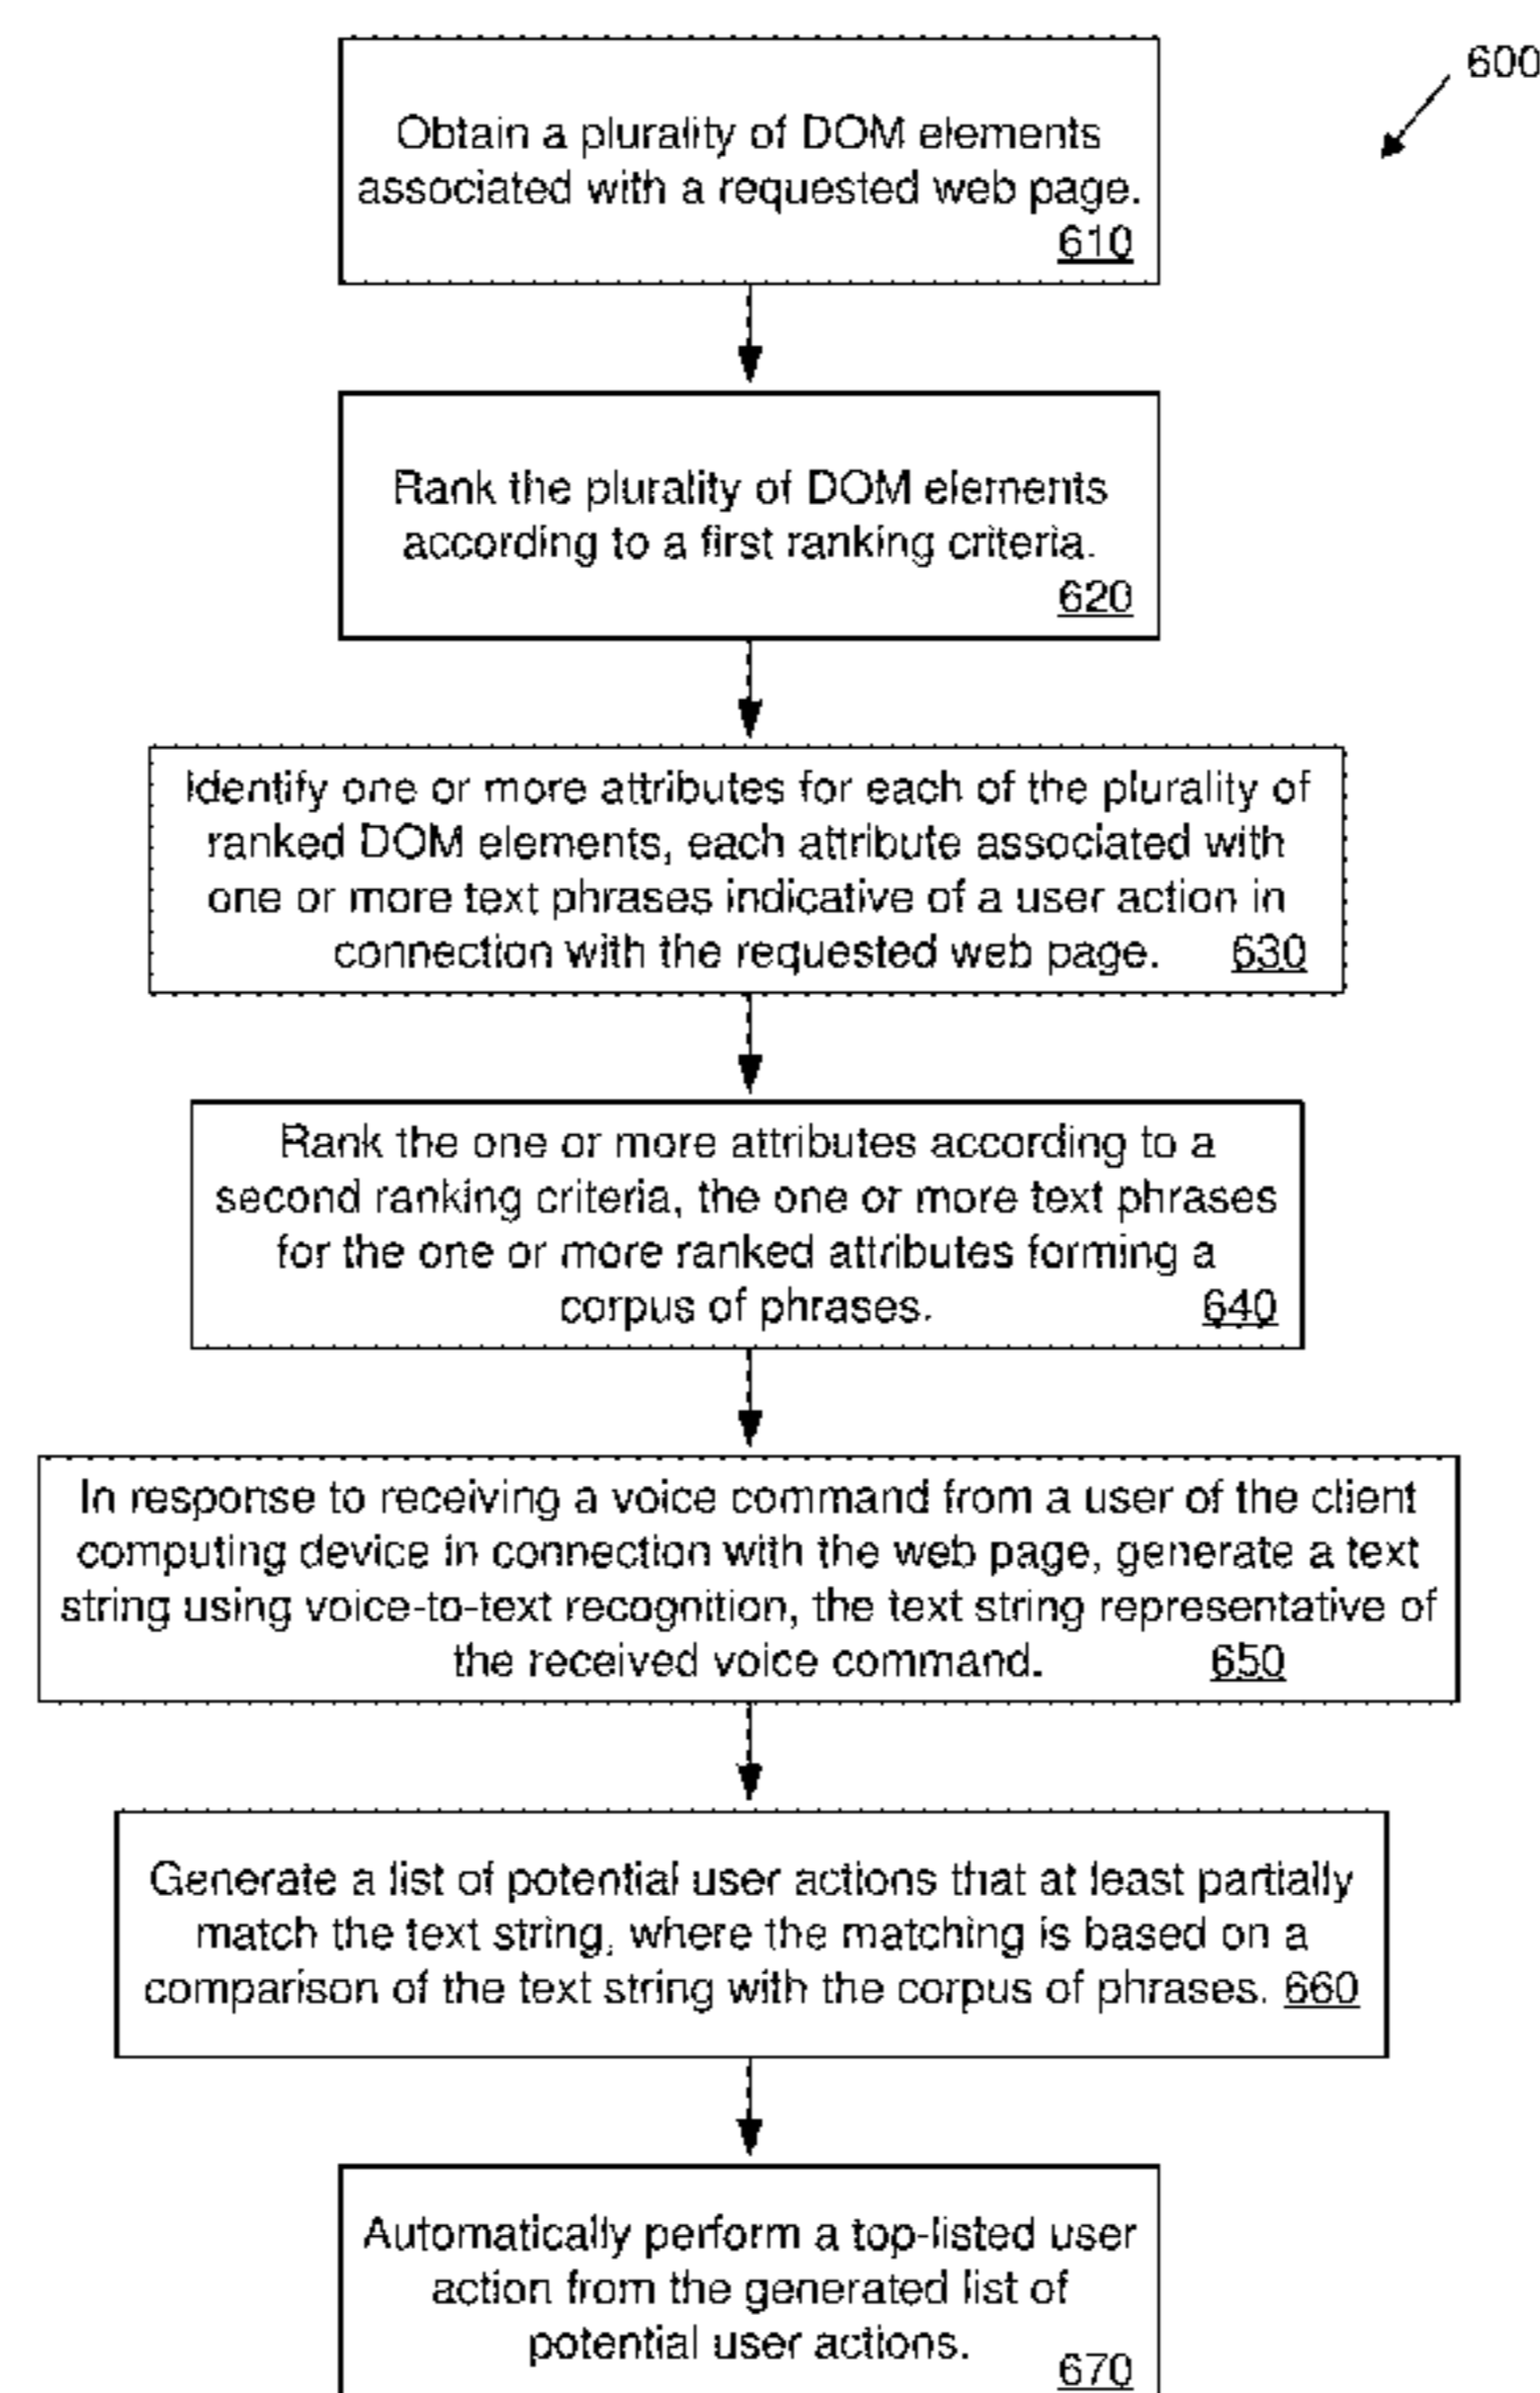 600
Obtain a plurality of DOM elements
associated with a requested web page.
610
Rank the plurality of DOM elements
according to a first ranking criteria.
620
Identify one or more attributes for each of the plurality of
ranked DOM elements, each attribute associated with
one or more text phrases indicative of a user action in
connection with the requested web page. 630
Rank the one or more attributes according to a
second ranking criteria, the one or more text phrases
for the one or more ranked attributes forming a
corpus of phrases. 640
In response to receiving a voice command from a user of the client
computing device in connection with the web page, generate a text
string using voice-to-text recognition, the text string representative of
the received voice command. 650
Generate a list of potential user actions that at least partially
match the text string, where the matching is based on a
comparison of the text string with the corpus of phrases. 660
Automatically perform a top-listed user
action from the generated list of
potential user actions.
670